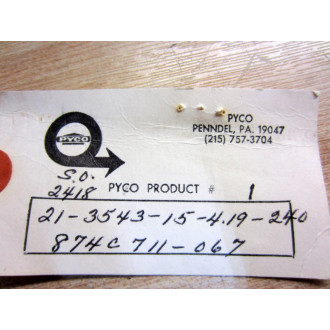 PYCO
PYCO
PENNDEL, PA. 19047
(215) 757-3704
S.O.
2418
PYCO PRODUCT # 1
21-3543-15-4.19-240
874C711-067